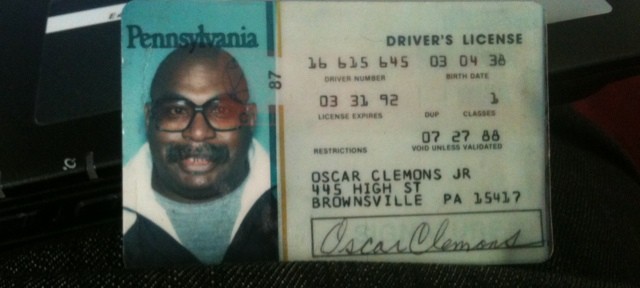 Pennsylvania
87
DRIVER'S LICENSE
16 615 645 03 04 38
DRIVER NUMBER BIRTH DATE
03 31 92 1
LICENSE EXPIRES DUP CLASSES
07 27 88
RESTRICTIONS VOID UNLESS VALIDATED
OSCAR CLEMONS JR
445 HIGH ST
BROWNSVILLE PA 15417
Oscar Clemons